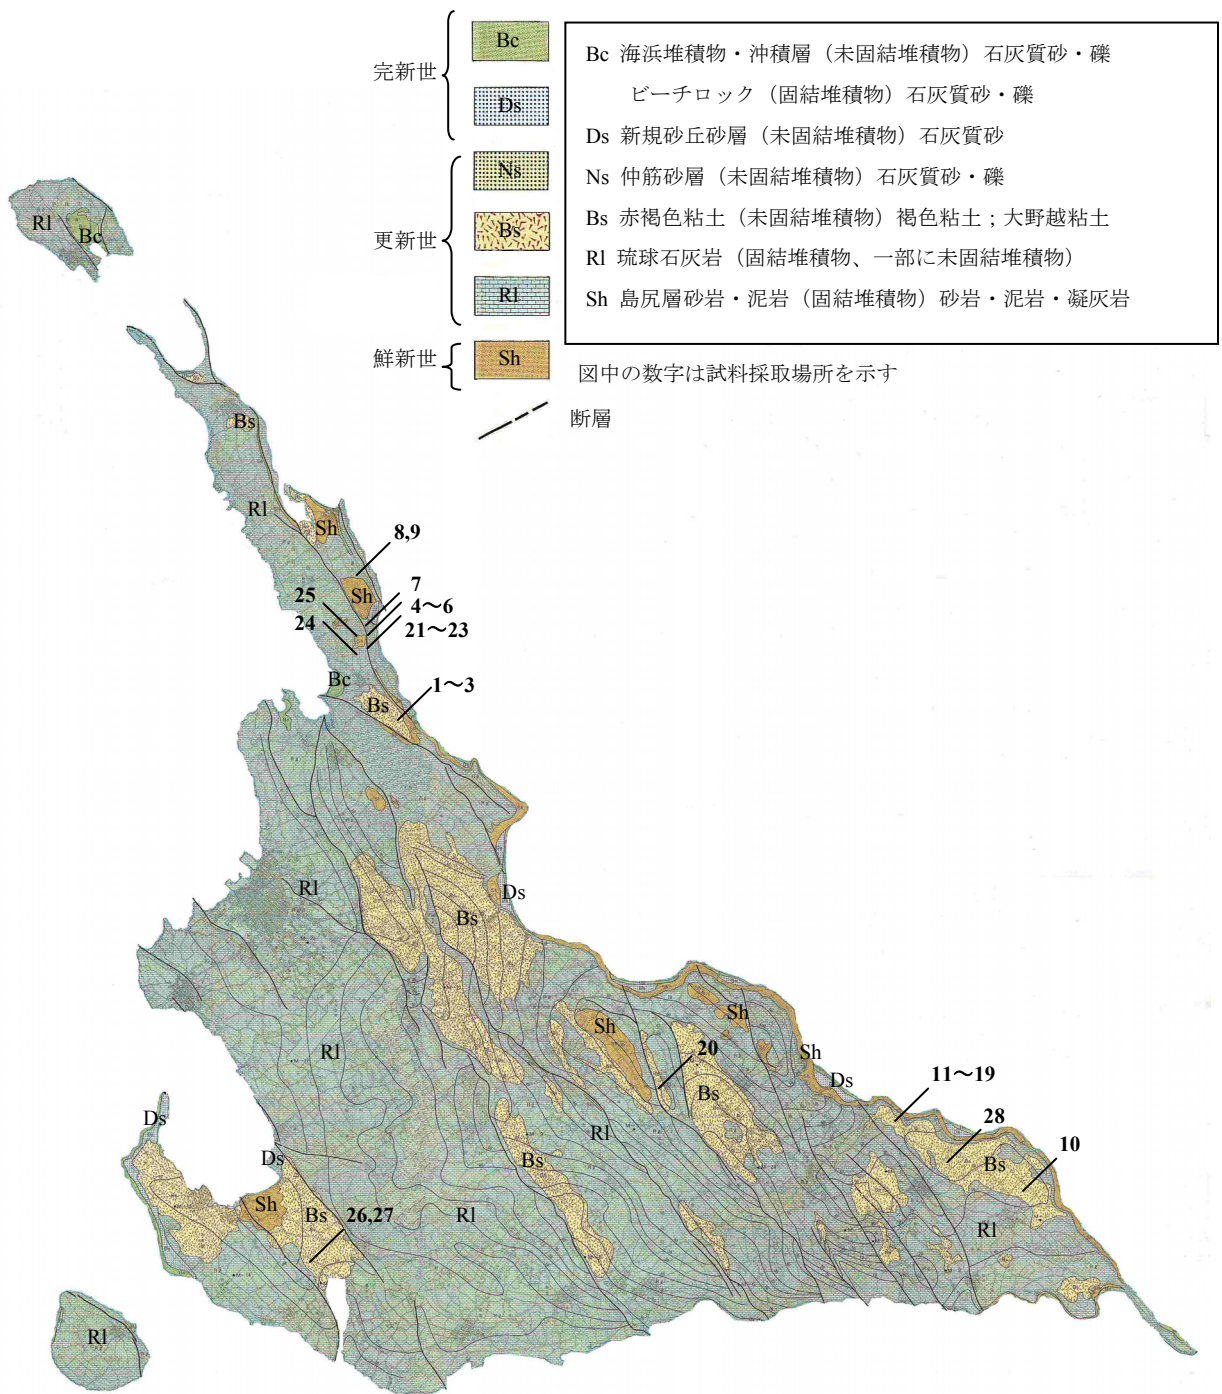 完新世
更新世
鮮新世
Bc
Ds
Ns
Bs
Rl
Sh
断層
Bc 海浜堆積物・沖積層（未固結堆積物）石灰質砂・礫
ビーチロック（固結堆積物）石灰質砂・礫
Ds 新規砂丘砂層（未固結堆積物）石灰質砂
Ns 仲筋砂層（未固結堆積物）石灰質砂・礫
Bs 赤褐色粘土（未固結堆積物）褐色粘土；大野越粘土
Rl 琉球石灰岩（固結堆積物、一部に未固結堆積物）
Sh 島尻層砂岩・泥岩（固結堆積物）砂岩・泥岩・凝灰岩
図中の数字は試料採取場所を示す
Rl
Bc
Bs
Rl
Sh
8,9
Sh
7
25
4～6
24
21～23
Bc
1～3
Bs
Rl
Ds
Bs
Sh
Sh
Rl
20
Sh
Ds
11～19
Bs
28
Ds
Rl
10
Ds
Bs
Bs
Sh
Bs
26,27
Rl
Rl
Rl